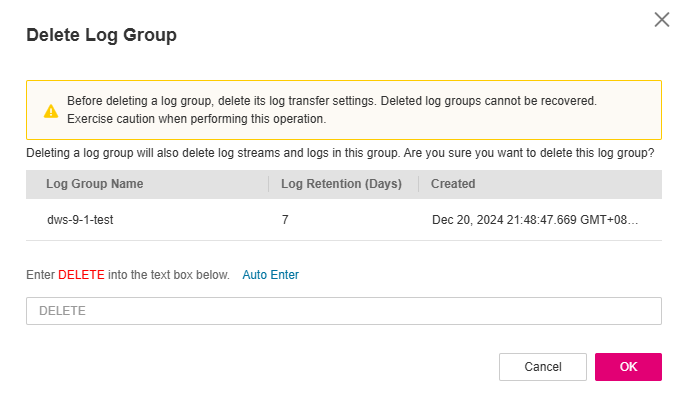 Delete Log Group
Before deleting a log group, delete its log transfer settings. Deleted log groups cannot be recovered.
Exercise caution when performing this operation.
Deleting a log group will also delete log streams and logs in this group. Are you sure you want to delete this log group?
Log Group Name Log Retention (Days) Created
dws-9-1-test 7 Dec 20, 2024 21:48:47.669 GMT+08...
Enter DELETE into the text box below. Auto Enter
DELETE
Cancel OK